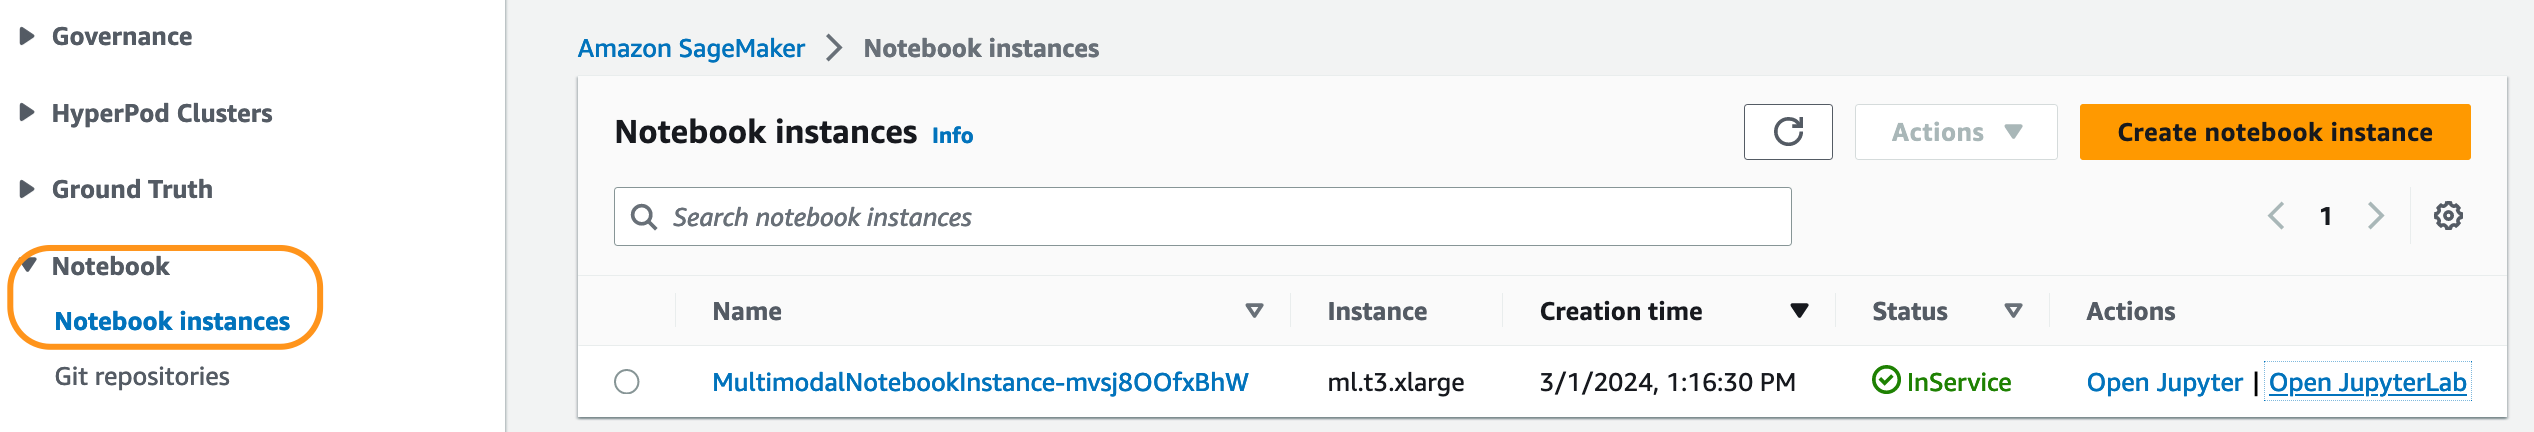 Governance
HyperPod Clusters
Ground Truth
Notebook
Notebook instances
Git repositories
Amazon SageMaker > Notebook instances
Notebook instances Info
Actions
Create notebook instance
Search notebook instances
1
Name Instance Creation time Status Actions
MultimodalNotebookInstance-mvsj8OOfxBhW ml.t3.xlarge 3/1/2024, 1:16:30 PM InService Open Jupyter | Open JupyterLab